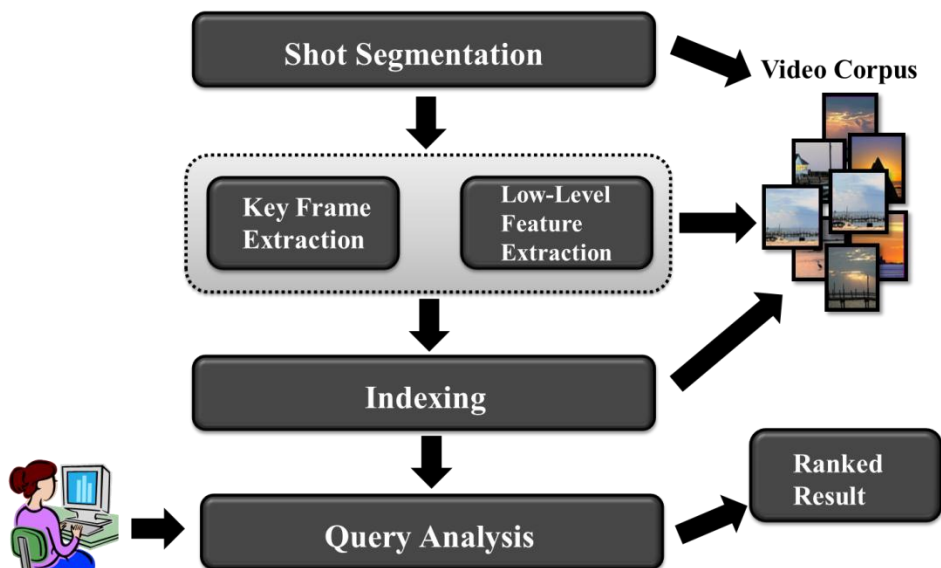 Shot Segmentation
Video Corpus
Key Frame
Extraction
Low-Level
Feature
Extraction
Indexing
Ranked
Result
Query Analysis